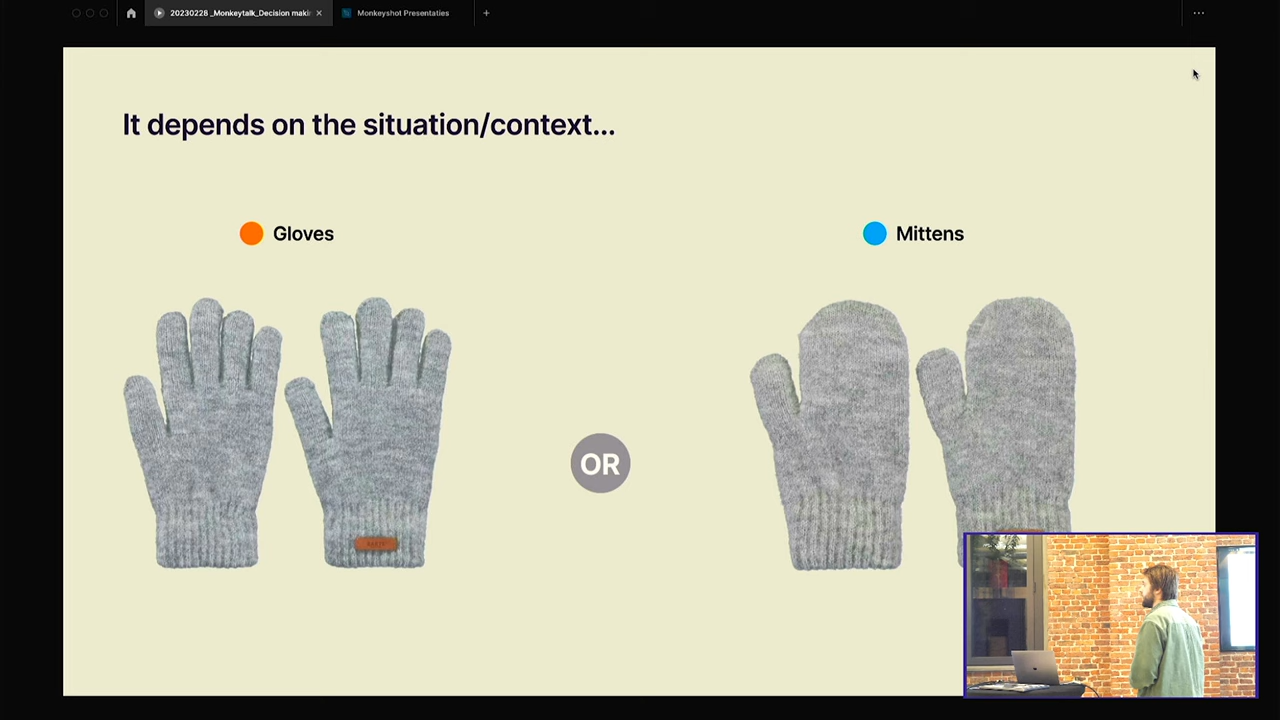 20230228 _Monkeytalk_Decision maki
Monkeyshot Presentaties
It depends on the situation/context...
Gloves
Mittens
OR